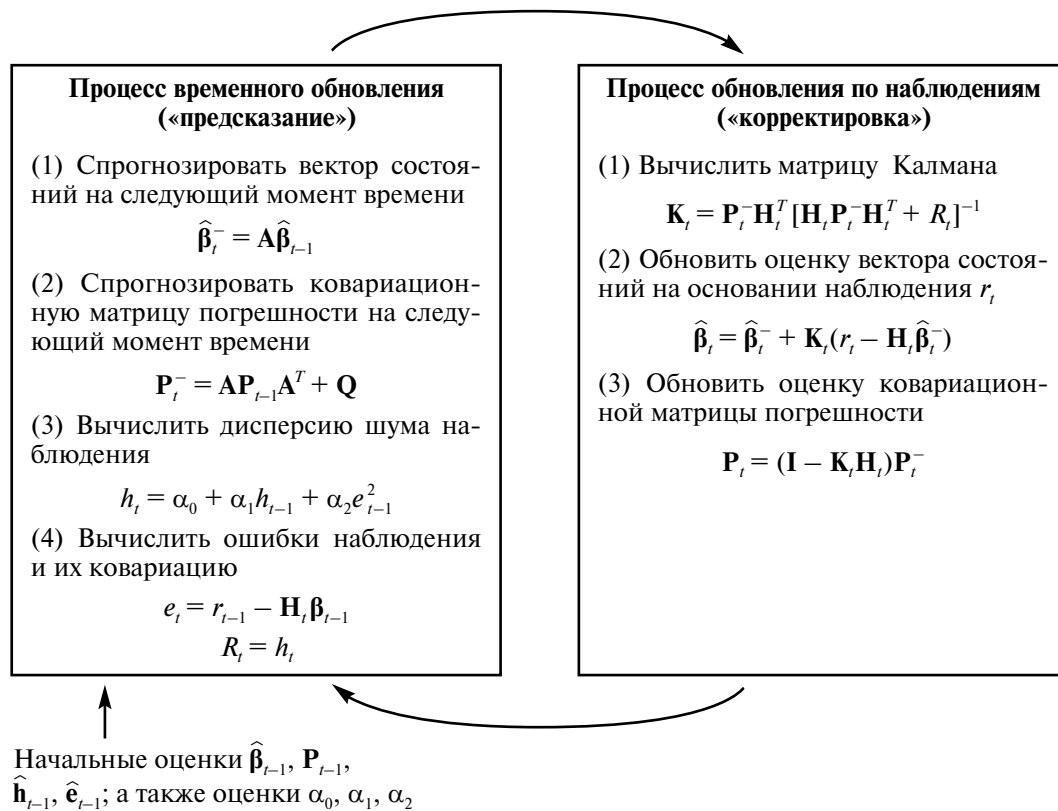 Процесс временного обновления
(«предсказание»)
(1) Спрогнозировать вектор состоя-
ний на следующий момент времени
β̂ₜ⁻ = Aβ̂ₜ₋₁
(2) Спрогнозировать ковариацион-
ную матрицу погрешности на следу-
ющий момент времени
Pₜ⁻ = APₜ₋₁Aᵀ + Q
(3) Вычислить дисперсию шума на-
блюдения
hₜ = α₀ + α₁hₜ₋₁ + α₂e²ₜ₋₁
(4) Вычислить ошибки наблюдения
и их ковариацию
eₜ = rₜ₋₁ – Hₜβₜ₋₁
Rₜ = hₜ
Процесс обновления по наблюдениям
(«корректировка»)
(1) Вычислить матрицу Калмана
Kₜ = Pₜ⁻Hₜᵀ[HₜPₜ⁻Hₜᵀ + Rₜ]⁻¹
(2) Обновить оценку вектора состоя-
ний на основании наблюдения rₜ
β̂ₜ = β̂ₜ⁻ + Kₜ(rₜ – Hₜβ̂ₜ⁻)
(3) Обновить оценку ковариацион-
ной матрицы погрешности
Pₜ = (I – KₜHₜ)Pₜ⁻
Начальные оценки β̂ₜ₋₁, Pₜ₋₁,
ĥₜ₋₁, êₜ₋₁; а также оценки α₀, α₁, α₂